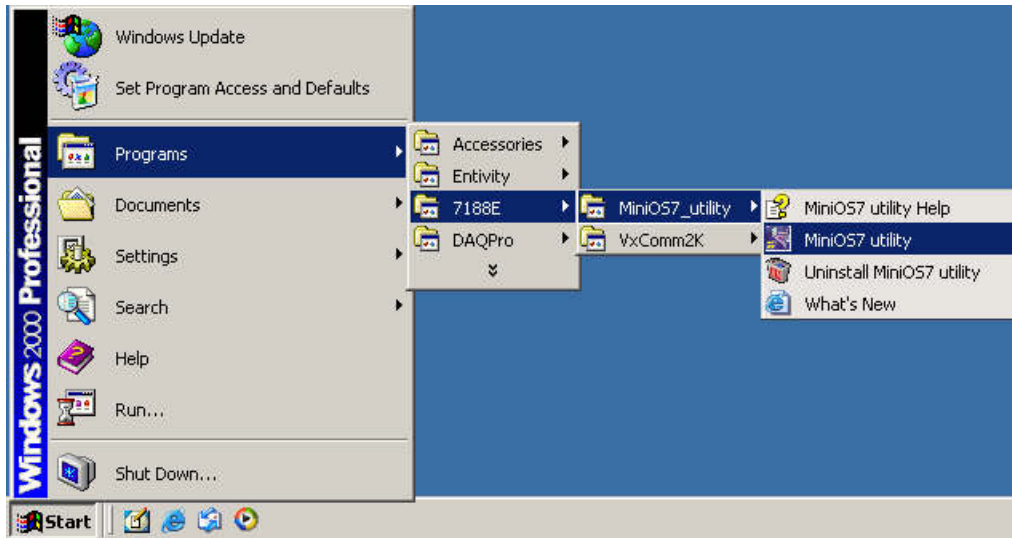 Windows 2000 Professional
Windows Update
Set Program Access and Defaults
Programs
Documents
Settings
Search
Help
Run...
Shut Down...
Accessories
Entivity
7188E
DAQPro
MiniOS7_utility
VxComm2K
MiniOS7 utility Help
MiniOS7 utility
Uninstall MiniOS7 utility
What's New
Start